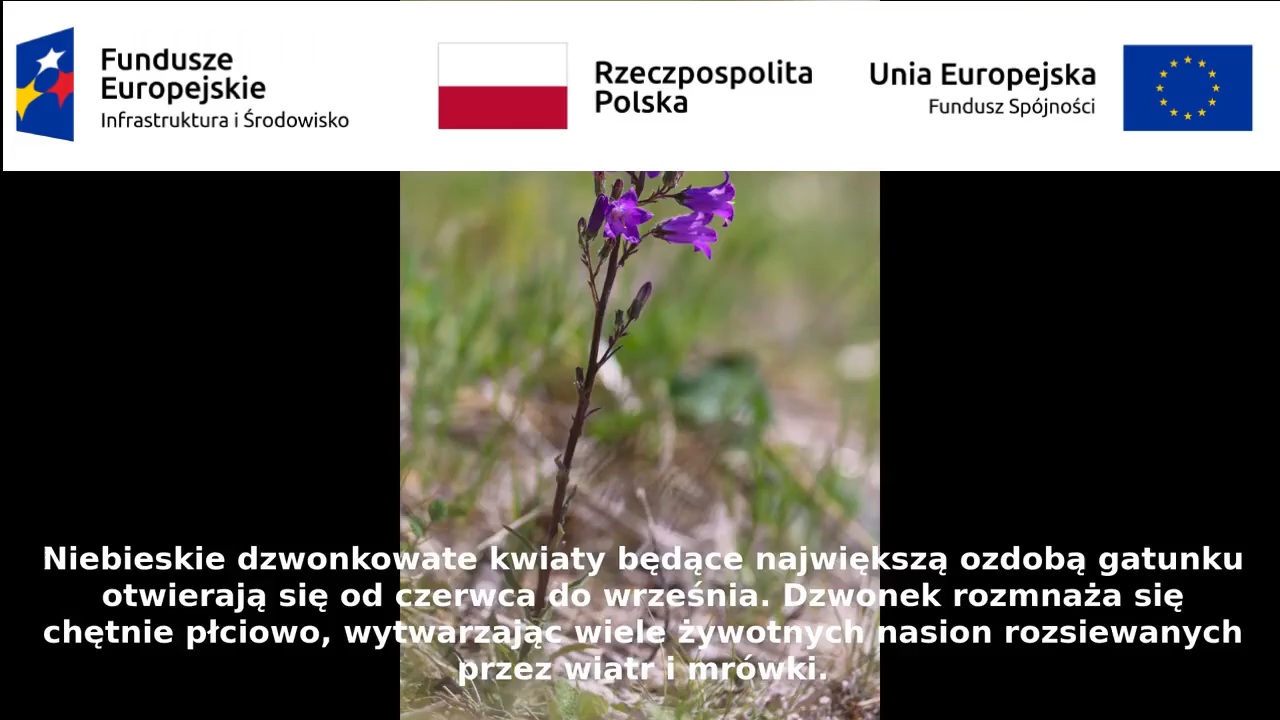 Fundusze
Europejskie
Infrastruktura i Środowisko
Rzeczpospolita
Polska
Unia Europejska
Fundusz Spójności
Niebieskie dzwonkowate kwiaty będące największą ozdobą gatunku
otwierają się od czerwca do września. Dzwonek rozmnaża się
chętnie płciowo, wytwarzając wiele żywotnych nasion rozsiewanych
przez wiatr i mrówki.